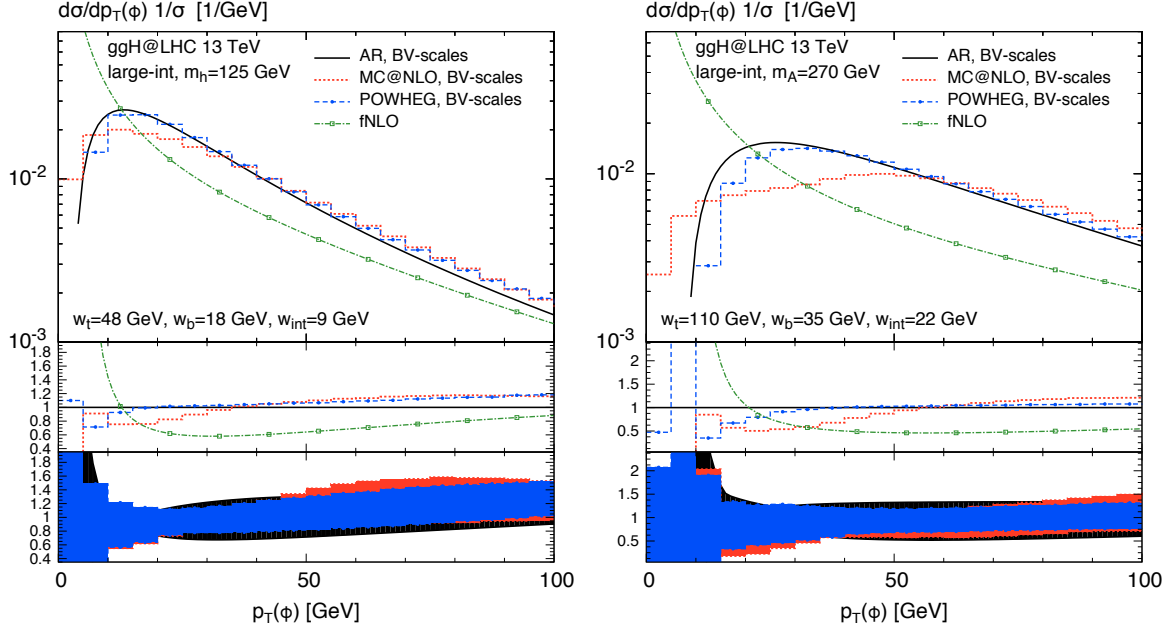 dσ/dp_T(ϕ) 1/σ [1/GeV]
ggH@LHC 13 TeV
large-int, m_h=125 GeV
AR, BV-scales
MC@NLO, BV-scales
POWHEG, BV-scales
fNLO
10^-2
10^-3
w_t=48 GeV, w_b=18 GeV, w_int=9 GeV
1.8
1.6
1.4
1.2
1
0.8
0.6
0.4
1.8
1.6
1.4
1.2
1
0.8
0.6
0.4
0
50
100
p_T(ϕ) [GeV]
dσ/dp_T(ϕ) 1/σ [1/GeV]
ggH@LHC 13 TeV
large-int, m_A=270 GeV
AR, BV-scales
MC@NLO, BV-scales
POWHEG, BV-scales
fNLO
10^-2
10^-3
w_t=110 GeV, w_b=35 GeV, w_int=22 GeV
2
1.5
1
0.5
2
1.5
1
0.5
0
50
100
p_T(ϕ) [GeV]